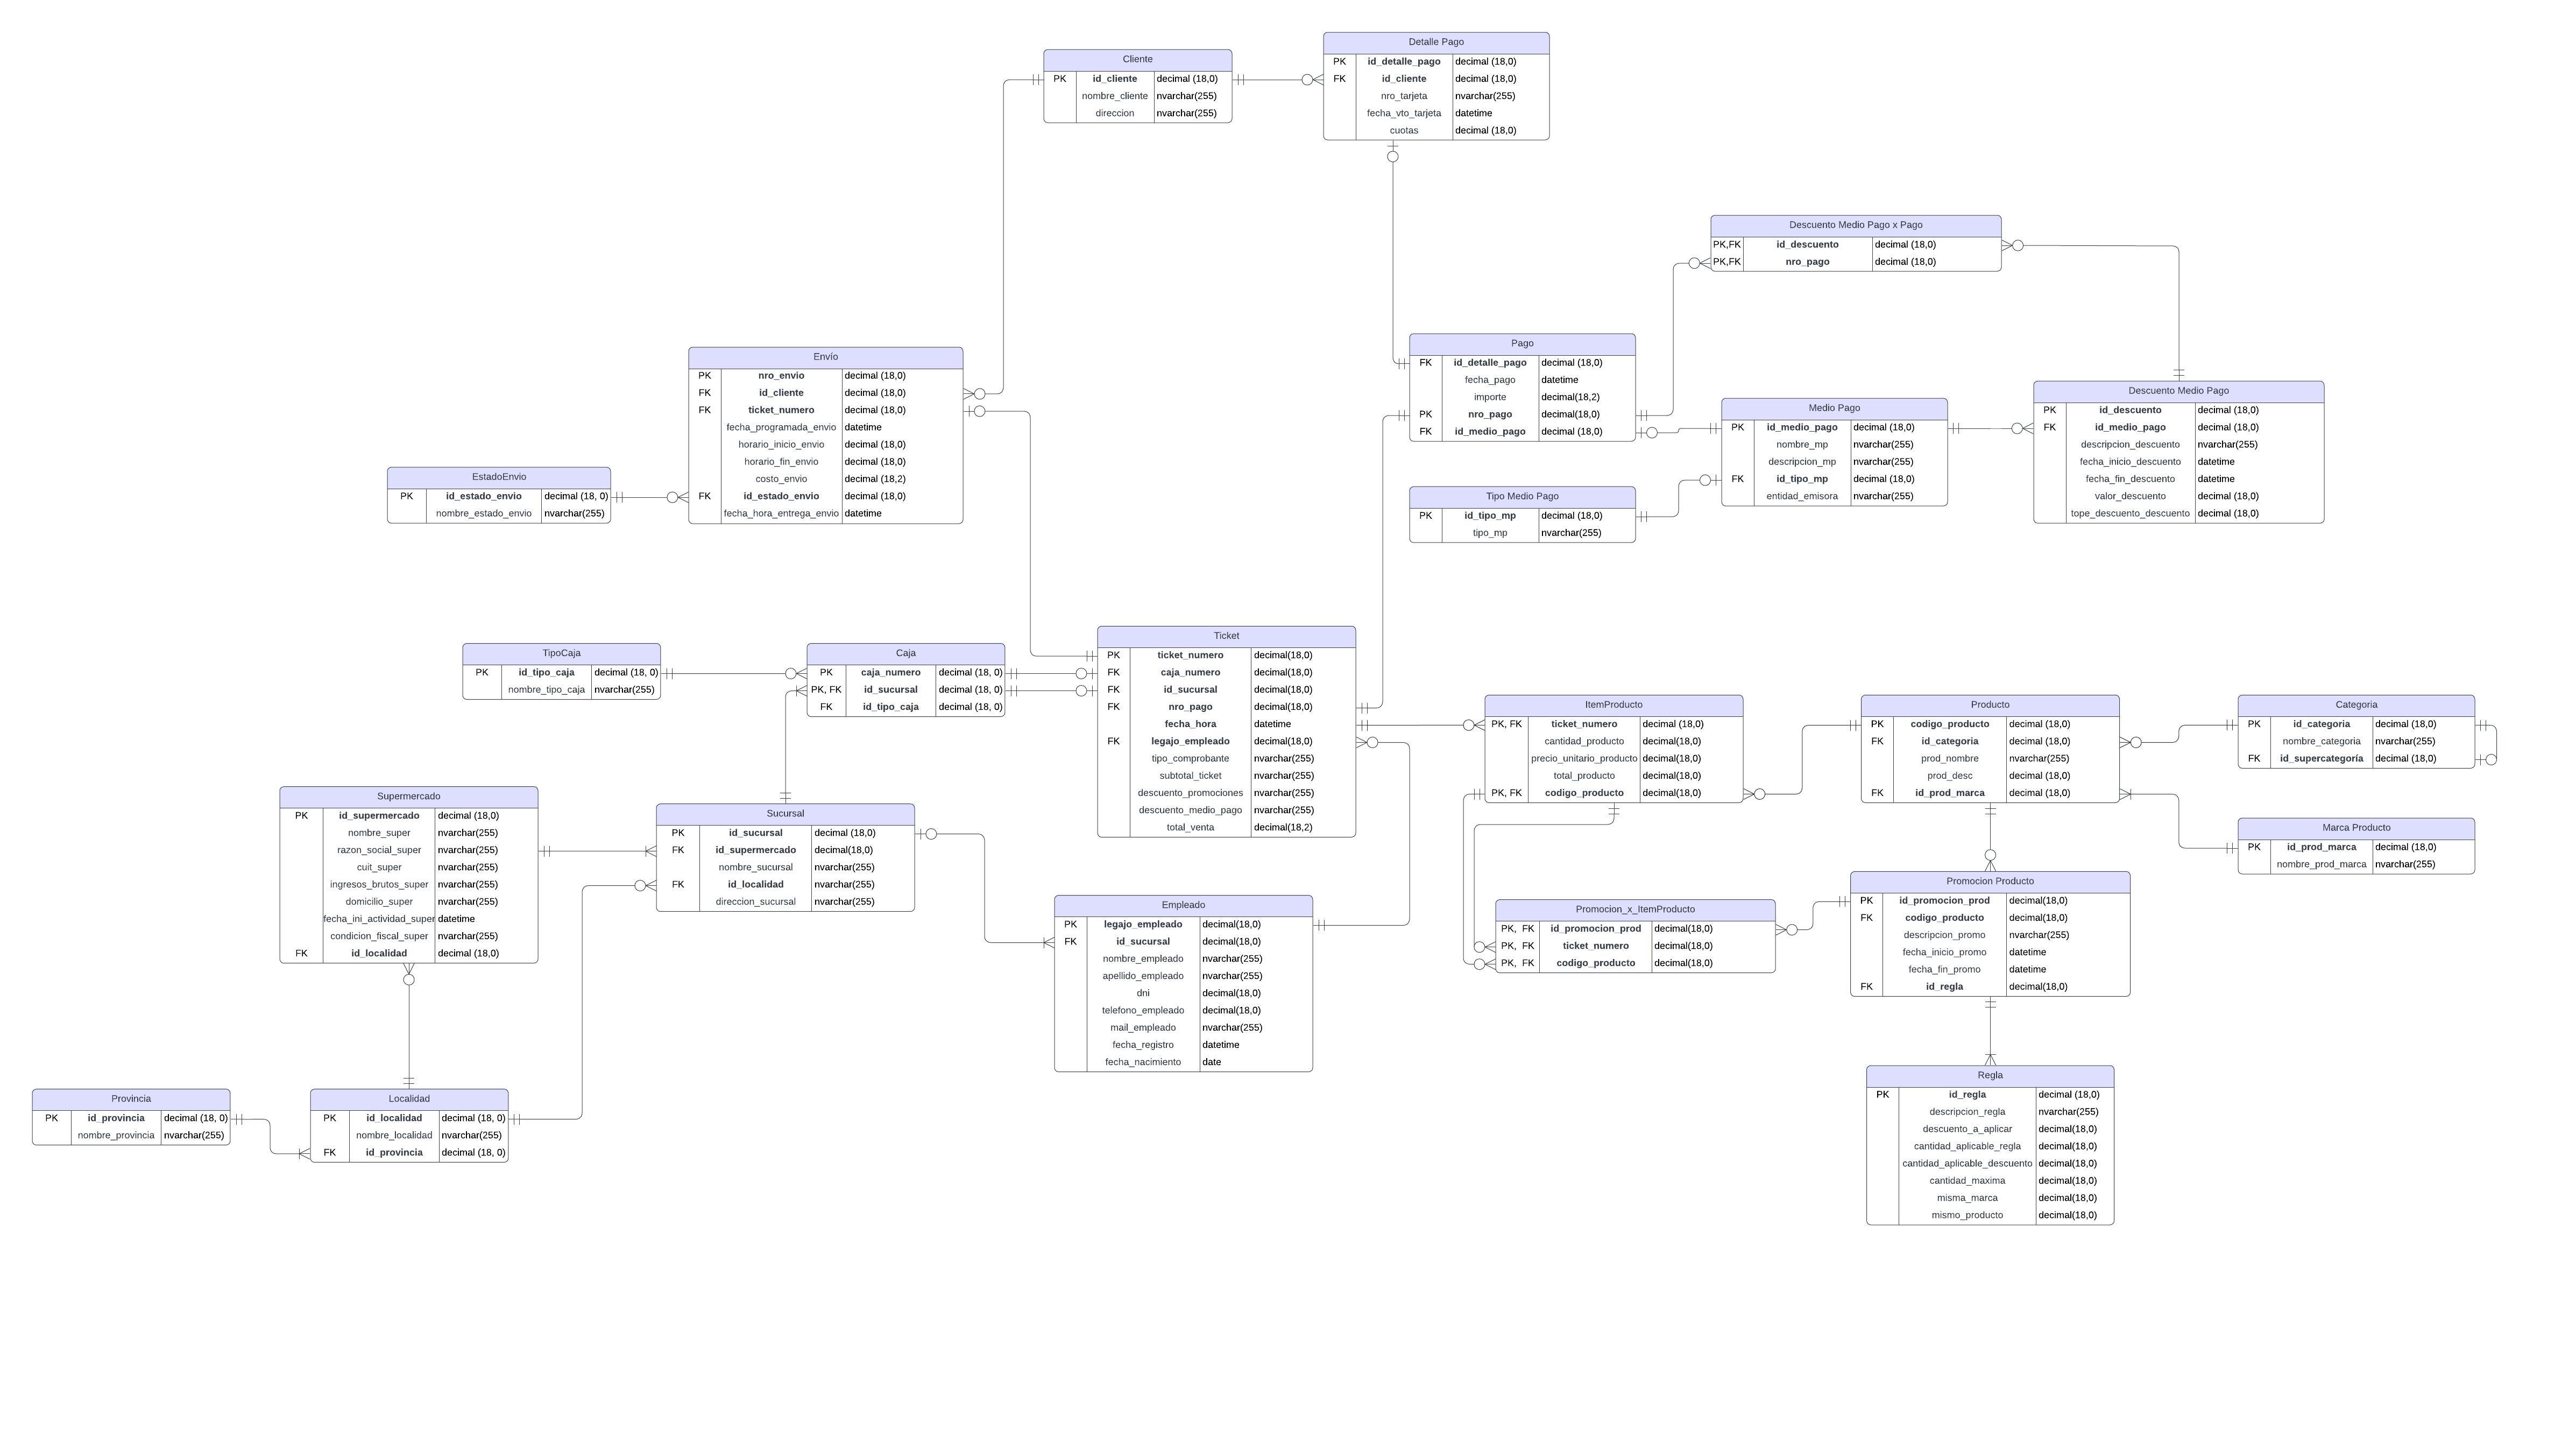 Cliente
PK id_cliente decimal (18,0)
nombre_cliente nvarchar(255)
direccion nvarchar(255)
Detalle Pago
PK id_detalle_pago decimal (18,0)
FK id_cliente decimal (18,0)
nro_tarjeta nvarchar(255)
fecha_vto_tarjeta datetime
cuotas decimal (18,0)
Descuento Medio Pago x Pago
PK,FK id_descuento decimal (18,0)
PK,FK nro_pago decimal (18,0)
Envío
PK nro_envio decimal (18,0)
FK id_cliente decimal (18,0)
FK ticket_numero decimal (18,0)
fecha_programada_envio datetime
horario_inicio_envio decimal (18,0)
horario_fin_envio decimal (18,0)
costo_envio decimal (18,2)
FK id_estado_envio decimal (18,0)
fecha_hora_entrega_envio datetime
Pago
FK id_detalle_pago decimal (18,0)
fecha_pago datetime
importe decimal(18,2)
PK nro_pago decimal(18,0)
FK id_medio_pago decimal (18,0)
Medio Pago
PK id_medio_pago decimal (18,0)
nombre_mp nvarchar(255)
descripcion_mp nvarchar(255)
FK id_tipo_mp decimal (18,0)
entidad_emisora nvarchar(255)
Descuento Medio Pago
PK id_descuento decimal (18,0)
FK id_medio_pago decimal (18,0)
descripcion_descuento nvarchar(255)
fecha_inicio_descuento datetime
fecha_fin_descuento datetime
valor_descuento decimal (18,0)
tope_descuento_descuento decimal (18,0)
EstadoEnvio
PK id_estado_envio decimal (18, 0)
nombre_estado_envio nvarchar(255)
Tipo Medio Pago
PK id_tipo_mp decimal (18,0)
tipo_mp nvarchar(255)
TipoCaja
PK id_tipo_caja decimal (18, 0)
nombre_tipo_caja nvarchar(255)
Caja
PK caja_numero decimal (18, 0)
PK, FK id_sucursal decimal (18, 0)
FK id_tipo_caja decimal (18, 0)
Ticket
PK ticket_numero decimal(18,0)
FK caja_numero decimal(18,0)
FK id_sucursal decimal(18,0)
FK nro_pago decimal(18,0)
fecha_hora datetime
FK legajo_empleado decimal(18,0)
tipo_comprobante nvarchar(255)
subtotal_ticket nvarchar(255)
descuento_promociones nvarchar(255)
descuento_medio_pago nvarchar(255)
total_venta decimal(18,2)
ItemProducto
PK, FK ticket_numero decimal (18,0)
cantidad_producto decimal(18,0)
precio_unitario_producto decimal(18,0)
total_producto decimal(18,0)
PK, FK codigo_producto decimal(18,0)
Producto
PK codigo_producto decimal (18,0)
FK id_categoria decimal (18,0)
prod_nombre nvarchar(255)
prod_desc decimal (18,0)
FK id_prod_marca decimal (18,0)
Categoria
PK id_categoria decimal (18,0)
nombre_categoria nvarchar(255)
FK id_supercategoría decimal (18,0)
Marca Producto
PK id_prod_marca decimal (18,0)
nombre_prod_marca nvarchar(255)
Supermercado
PK id_supermercado decimal (18,0)
nombre_super nvarchar(255)
razon_social_super nvarchar(255)
cuit_super nvarchar(255)
ingresos_brutos_super nvarchar(255)
domicilio_super nvarchar(255)
fecha_ini_actividad_super datetime
condicion_fiscal_super nvarchar(255)
FK id_localidad decimal (18,0)
Sucursal
PK id_sucursal decimal (18,0)
FK id_supermercado decimal(18,0)
nombre_sucursal nvarchar(255)
FK id_localidad nvarchar(255)
direccion_sucursal nvarchar(255)
Empleado
PK legajo_empleado decimal(18,0)
FK id_sucursal decimal(18,0)
nombre_empleado nvarchar(255)
apellido_empleado nvarchar(255)
dni decimal(18,0)
telefono_empleado decimal(18,0)
mail_empleado nvarchar(255)
fecha_registro datetime
fecha_nacimiento date
Promocion_x_ItemProducto
PK, FK id_promocion_prod decimal(18,0)
PK, FK ticket_numero decimal(18,0)
PK, FK codigo_producto decimal(18,0)
Promocion Producto
PK id_promocion_prod decimal(18,0)
FK codigo_producto decimal(18,0)
descripcion_promo nvarchar(255)
fecha_inicio_promo datetime
fecha_fin_promo datetime
FK id_regla decimal(18,0)
Provincia
PK id_provincia decimal (18, 0)
nombre_provincia nvarchar(255)
Localidad
PK id_localidad decimal (18, 0)
nombre_localidad nvarchar(255)
FK id_provincia decimal (18, 0)
Regla
PK id_regla decimal (18,0)
descripcion_regla nvarchar(255)
descuento_a_aplicar decimal(18,0)
cantidad_aplicable_regla decimal(18,0)
cantidad_aplicable_descuento decimal(18,0)
cantidad_maxima decimal(18,0)
misma_marca decimal(18,0)
mismo_producto decimal(18,0)